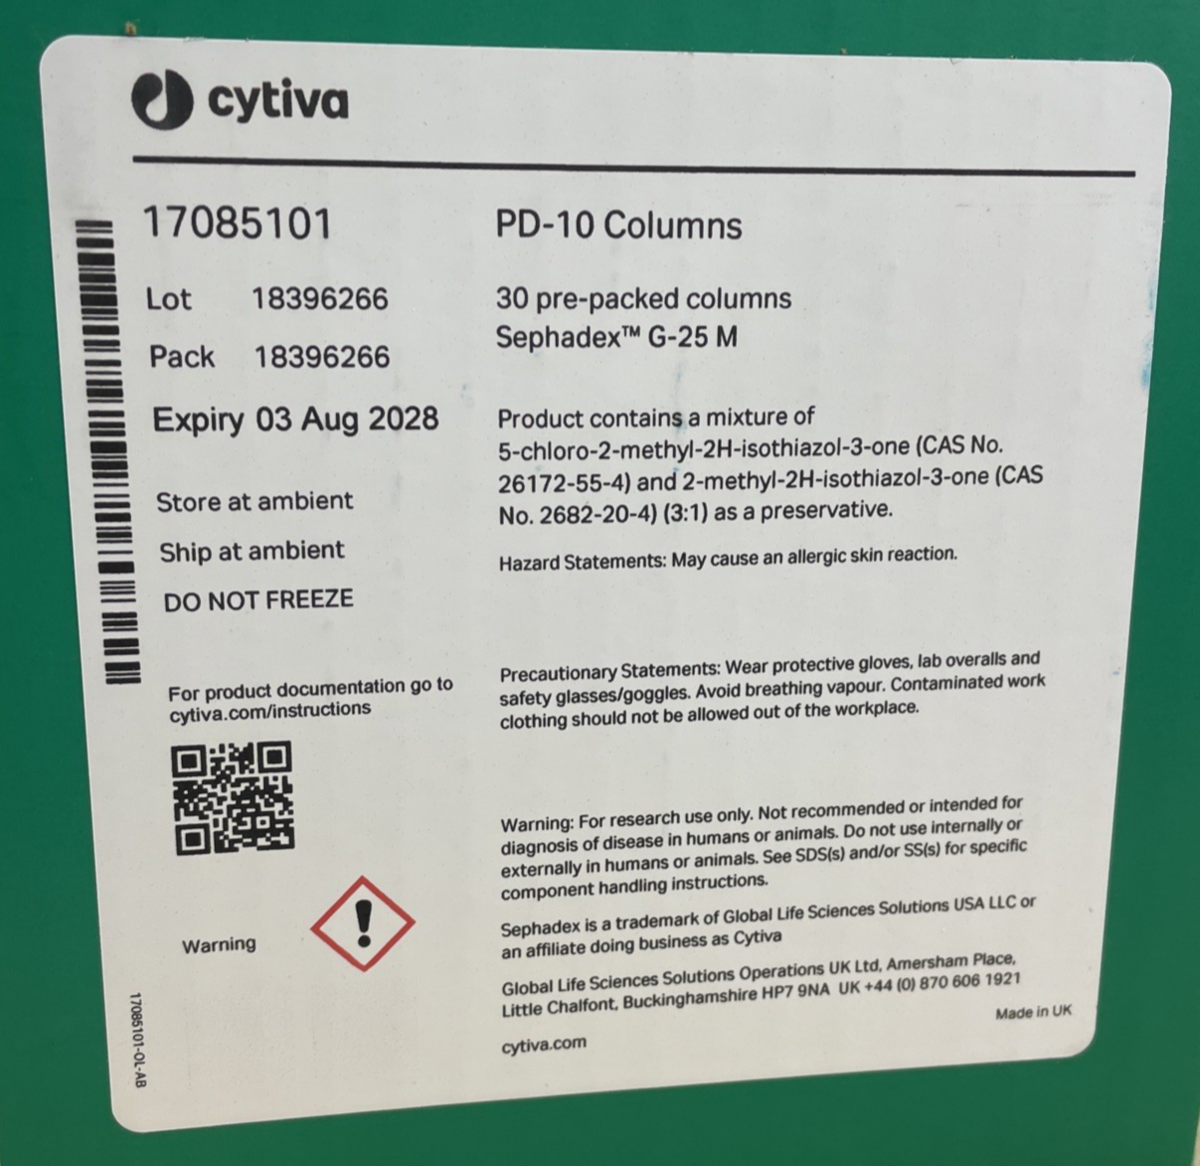 cytiva
17085101
PD-10 Columns
Lot 18396266
30 pre-packed columns
Sephadex™ G-25 M
Pack 18396266
Expiry 03 Aug 2028
Product contains a mixture of
5-chloro-2-methyl-2H-isothiazol-3-one (CAS No.
26172-55-4) and 2-methyl-2H-isothiazol-3-one (CAS
No. 2682-20-4) (3:1) as a preservative.
Store at ambient
Ship at ambient
DO NOT FREEZE
Hazard Statements: May cause an allergic skin reaction.
For product documentation go to
cytiva.com/instructions
Precautionary Statements: Wear protective gloves, lab overalls and
safety glasses/goggles. Avoid breathing vapour. Contaminated work
clothing should not be allowed out of the workplace.
Warning: For research use only. Not recommended or intended for
diagnosis of disease in humans or animals. Do not use internally or
externally in humans or animals. See SDS(s) and/or SS(s) for specific
component handling instructions.
Warning
Sephadex is a trademark of Global Life Sciences Solutions USA LLC or
an affiliate doing business as Cytiva
Global Life Sciences Solutions Operations UK Ltd, Amersham Place,
Little Chalfont, Buckinghamshire HP7 9NA UK +44 (0) 870 606 1921
Made in UK
cytiva.com
17085101-OL-AB